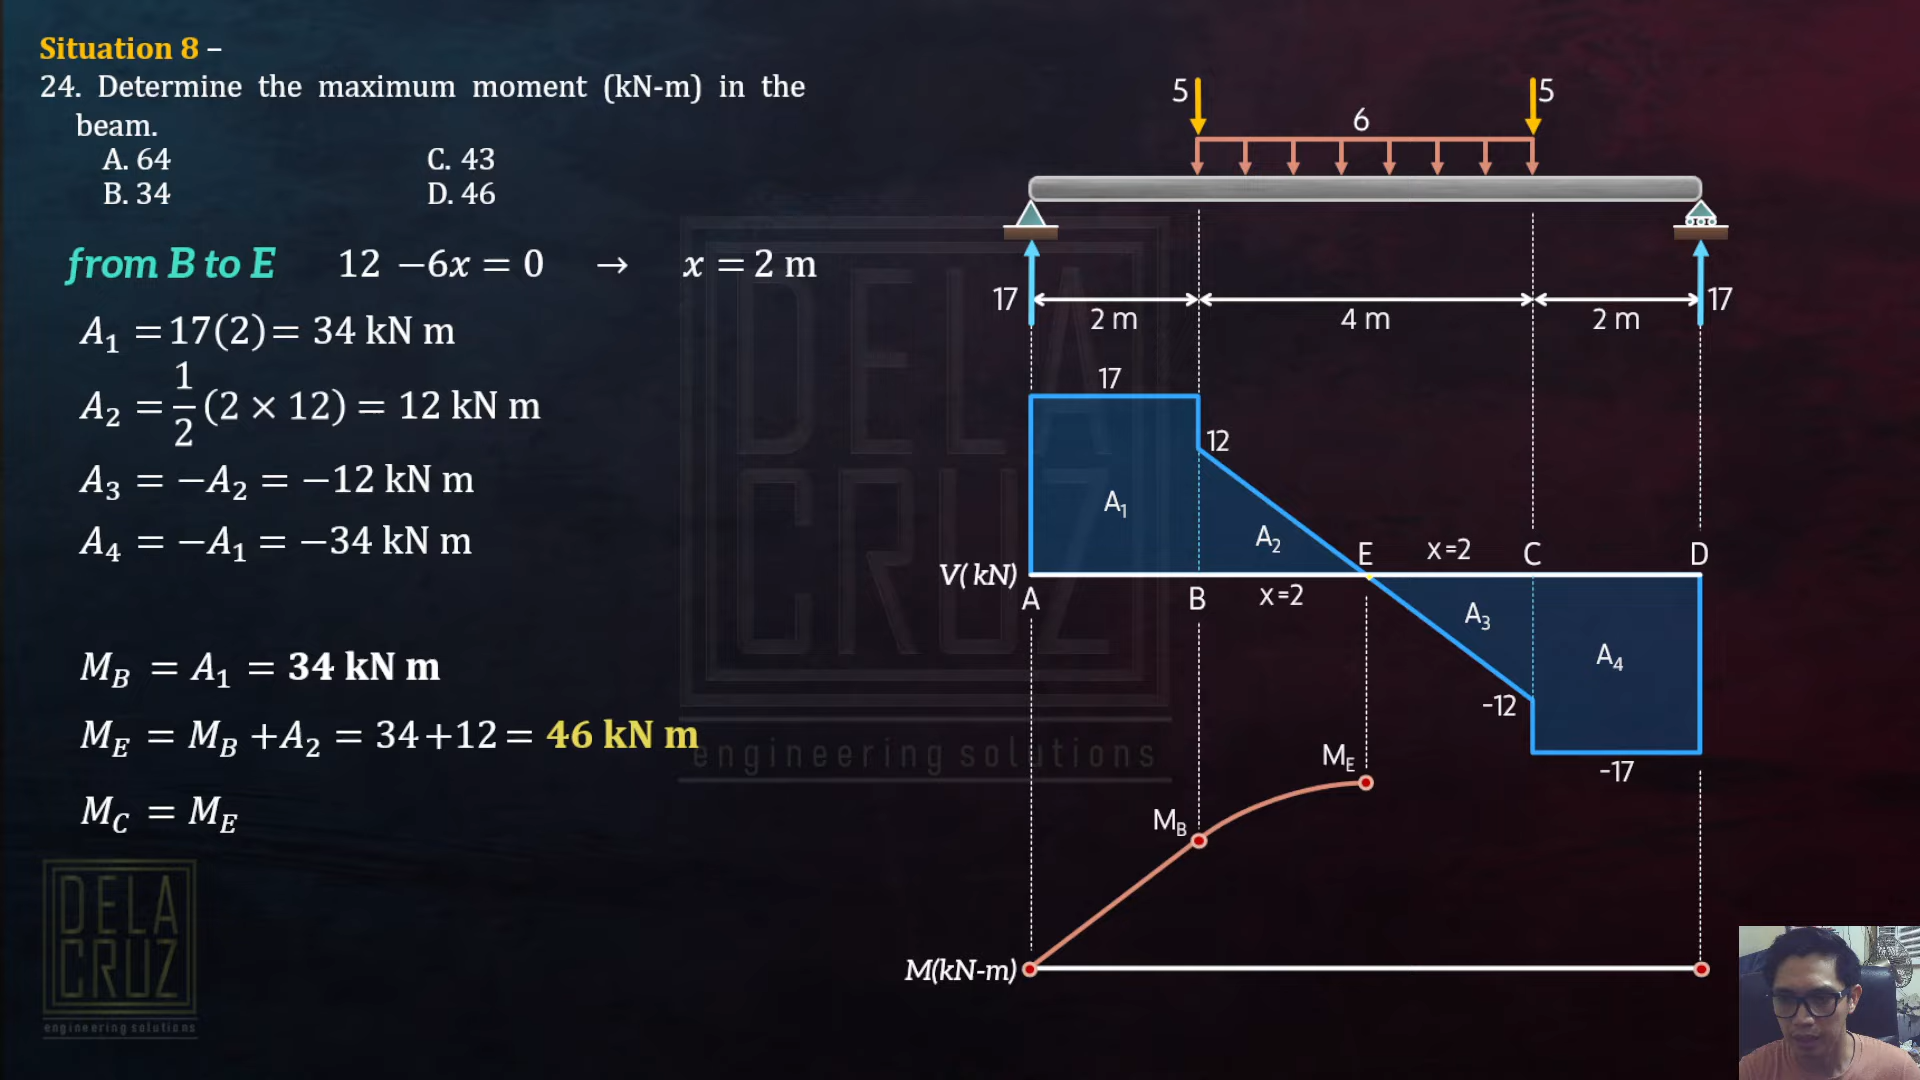 Situation 8 –
24. Determine the maximum moment (kN-m) in the
beam.
A. 64
C. 43
B. 34
D. 46
from B to E 12 −6x = 0 → x = 2 m
A₁ = 17(2) = 34 kN m
A₂ = 1/2 (2 × 12) = 12 kN m
A₃ = −A₂ = −12 kN m
A₄ = −A₁ = −34 kN m
M_B = A₁ = 34 kN m
M_E = M_B +A₂ = 34+12 = 46 kN m
M_C = M_E
DELA
CRUZ
engineering solutions
5
5
6
17
2 m
4 m
2 m
17
17
12
A₁
A₂
E
x=2
C
D
V( kN)
A
B
x=2
A₃
A₄
-12
-17
M_E
M_B
M(kN-m)
DELA
CRUZ
engineering solutions